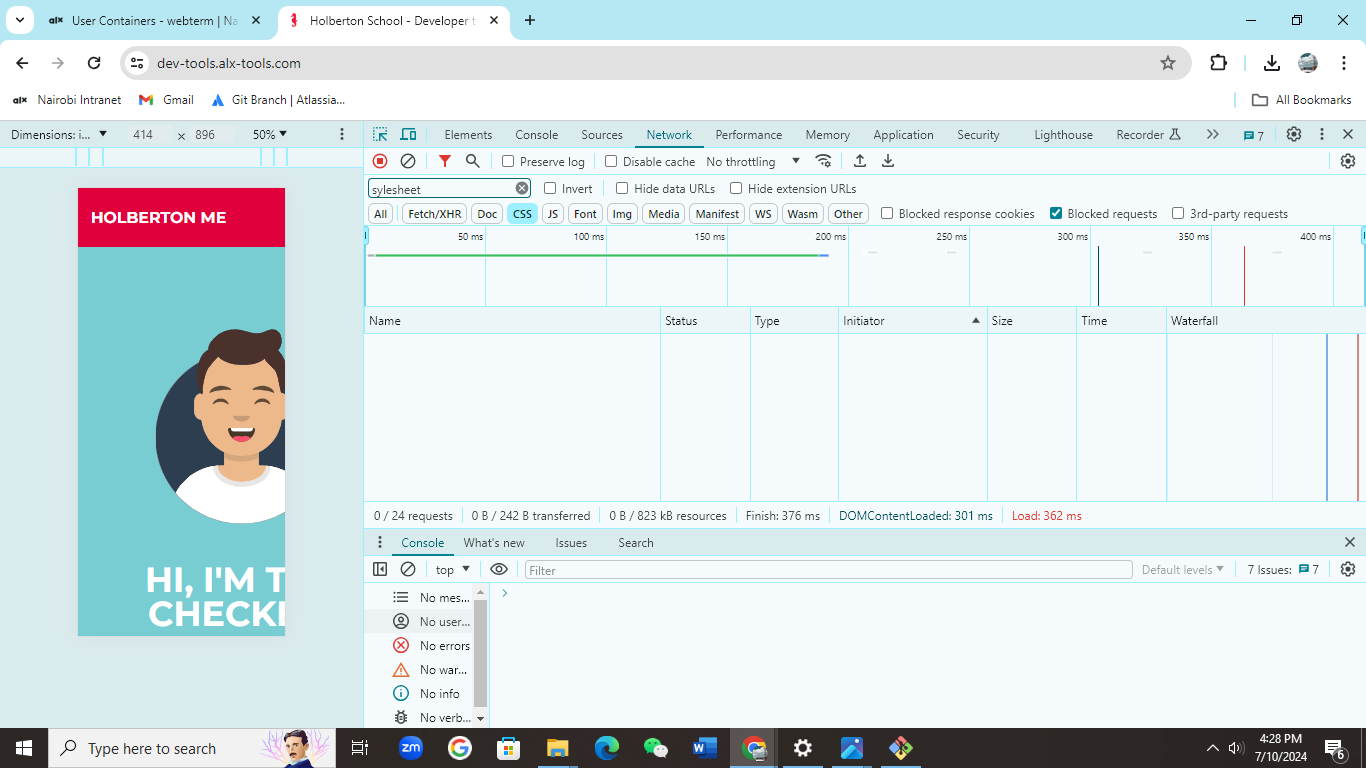 alx User Containers - webterm | Na
Holberton School - Developer t
dev-tools.alx-tools.com
alx Nairobi Intranet
Gmail
Git Branch | Atlassia...
All Bookmarks
Dimensions: i... 414 × 896 50%
Elements Console Sources Network Performance Memory Application Security Lighthouse Recorder 7
Preserve log Disable cache No throttling
sylesheet Invert Hide data URLs Hide extension URLs
All Fetch/XHR Doc CSS JS Font Img Media Manifest WS Wasm Other Blocked response cookies Blocked requests 3rd-party requests
50 ms 100 ms 150 ms 200 ms 250 ms 300 ms 350 ms 400 ms
Name Status Type Initiator Size Time Waterfall
0 / 24 requests 0 B / 242 B transferred 0 B / 823 kB resources Finish: 376 ms DOMContentLoaded: 301 ms Load: 362 ms
Console What's new Issues Search
top Filter Default levels 7 Issues: 7
No mes...
No user...
No errors
No war...
No info
No verb...
HOLBERTON ME
HI, I'M T
CHECK
Type here to search
zm
4:28 PM
7/10/2024
6